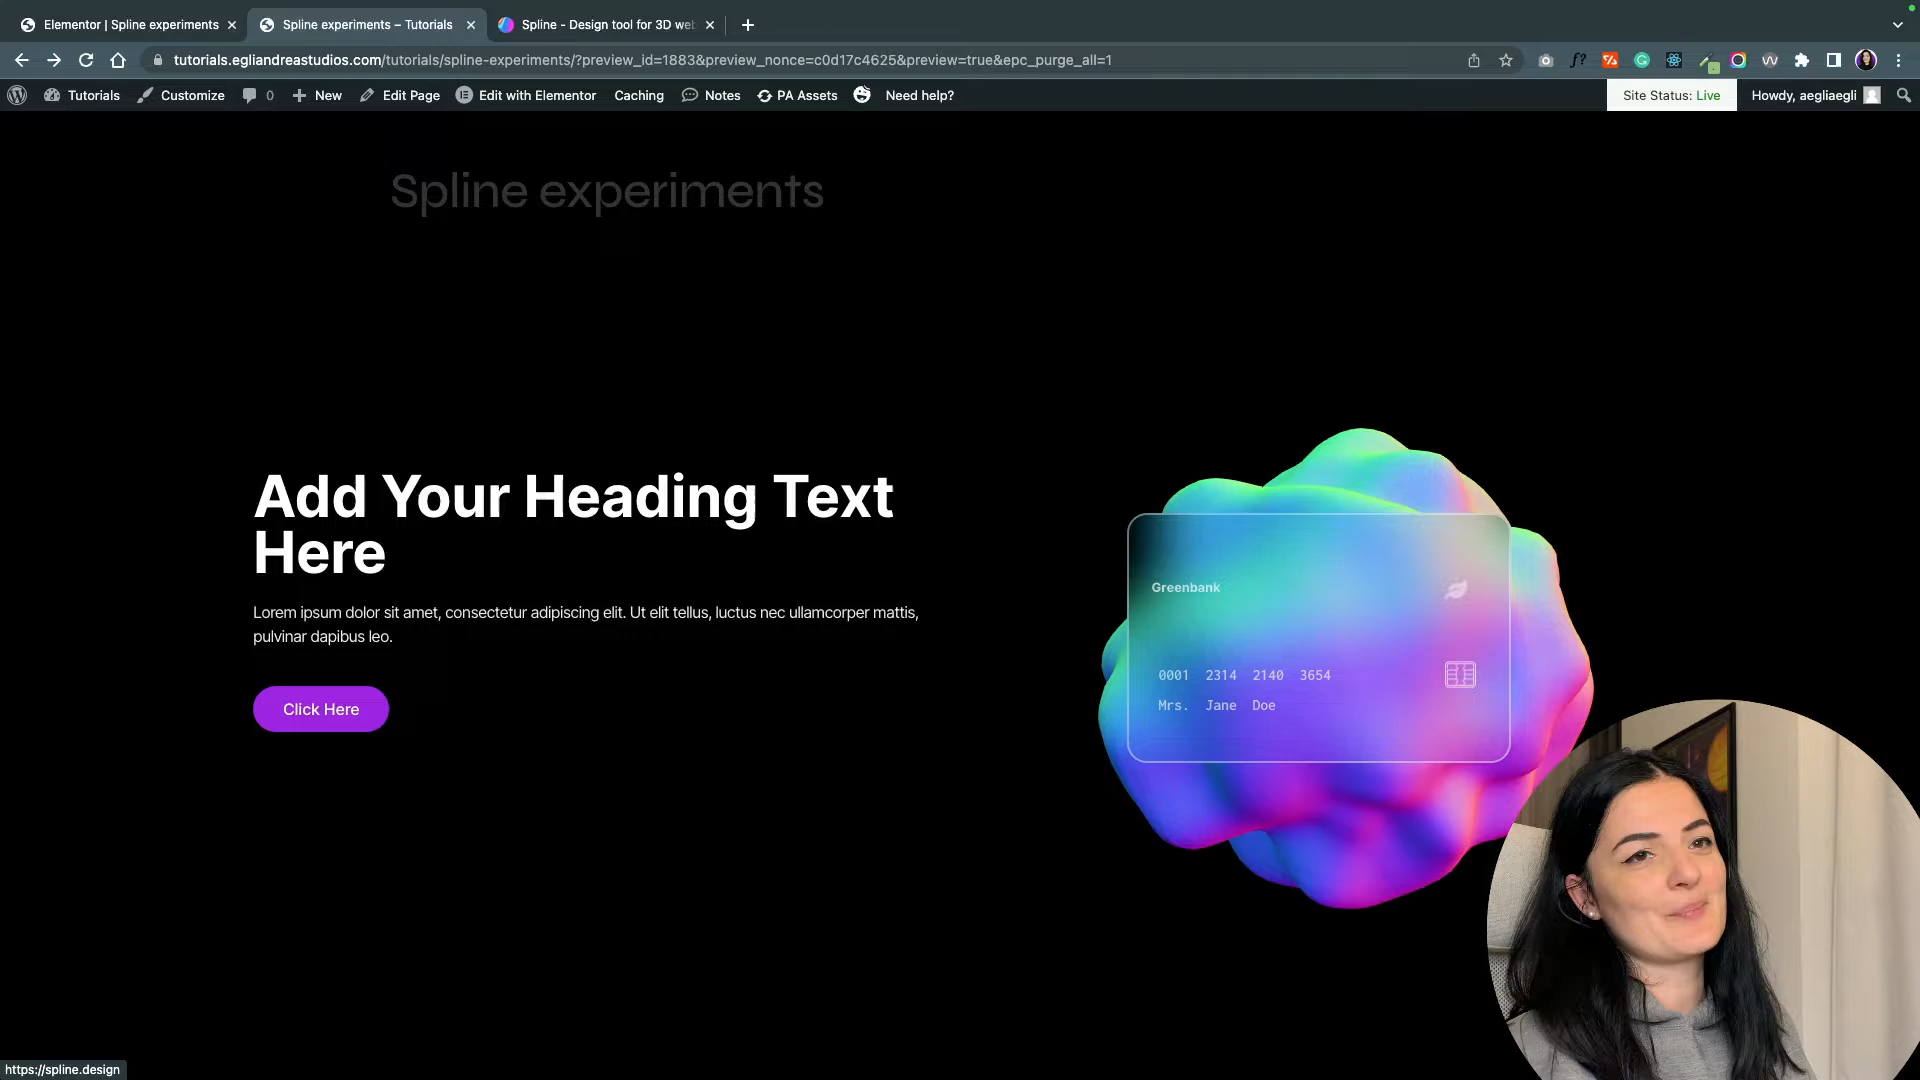 Elementor | Spline experiments
Spline experiments – Tutorials
Spline - Design tool for 3D web
tutorials.egliandreastudios.com/tutorials/spline-experiments/?preview_id=1883&preview_nonce=c0d17c4625&preview=true&epc_purge_all=1
Tutorials Customize 0 New Edit Page Edit with Elementor Caching Notes PA Assets Need help? Site Status: Live Howdy, aegliaegli
Spline experiments
Add Your Heading Text
Here
Lorem ipsum dolor sit amet, consectetur adipiscing elit. Ut elit tellus, luctus nec ullamcorper mattis,
pulvinar dapibus leo.
Click Here
Greenbank
0001 2314 2140 3654
Mrs. Jane Doe
https://spline.design